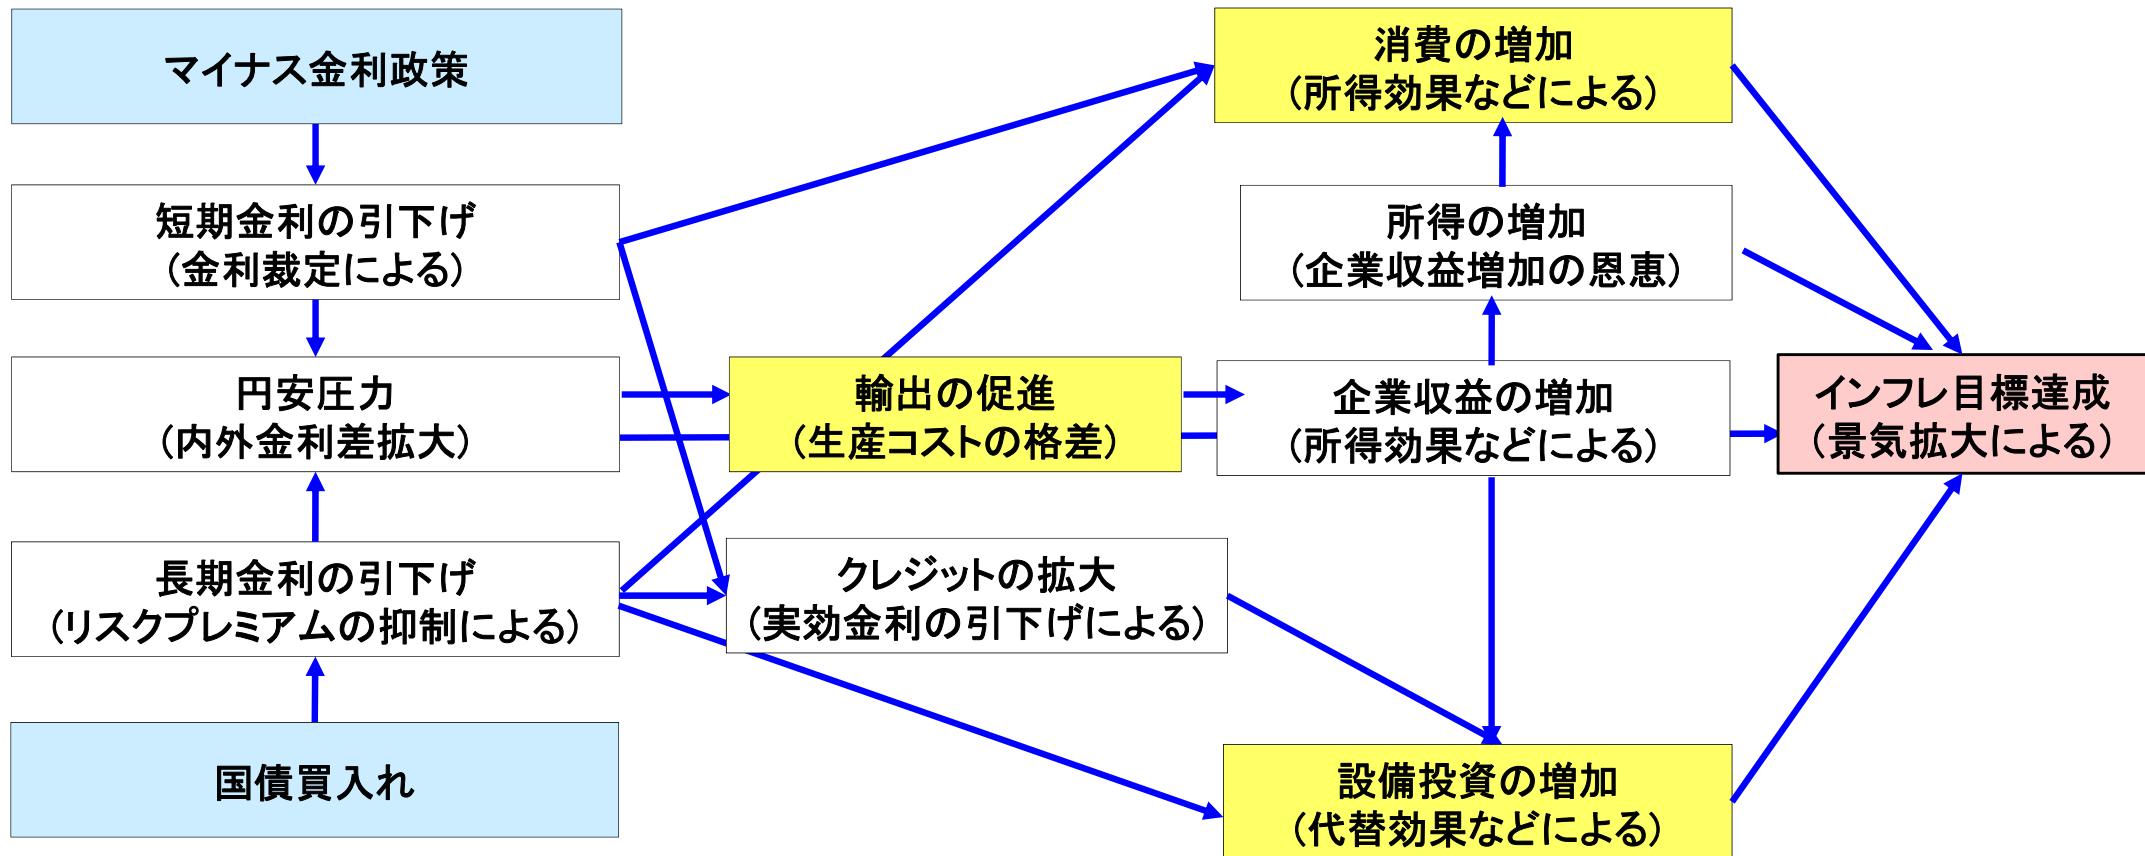 マイナス金利政策
短期金利の引下げ
(金利裁定による)
円安圧力
(内外金利差拡大)
長期金利の引下げ
(リスクプレミアムの抑制による)
国債買入れ
輸出の促進
(生産コストの格差)
クレジットの拡大
(実効金利の引下げによる)
消費の増加
(所得効果などによる)
所得の増加
(企業収益増加の恩恵)
企業収益の増加
(所得効果などによる)
設備投資の増加
(代替効果などによる)
インフレ目標達成
(景気拡大による)